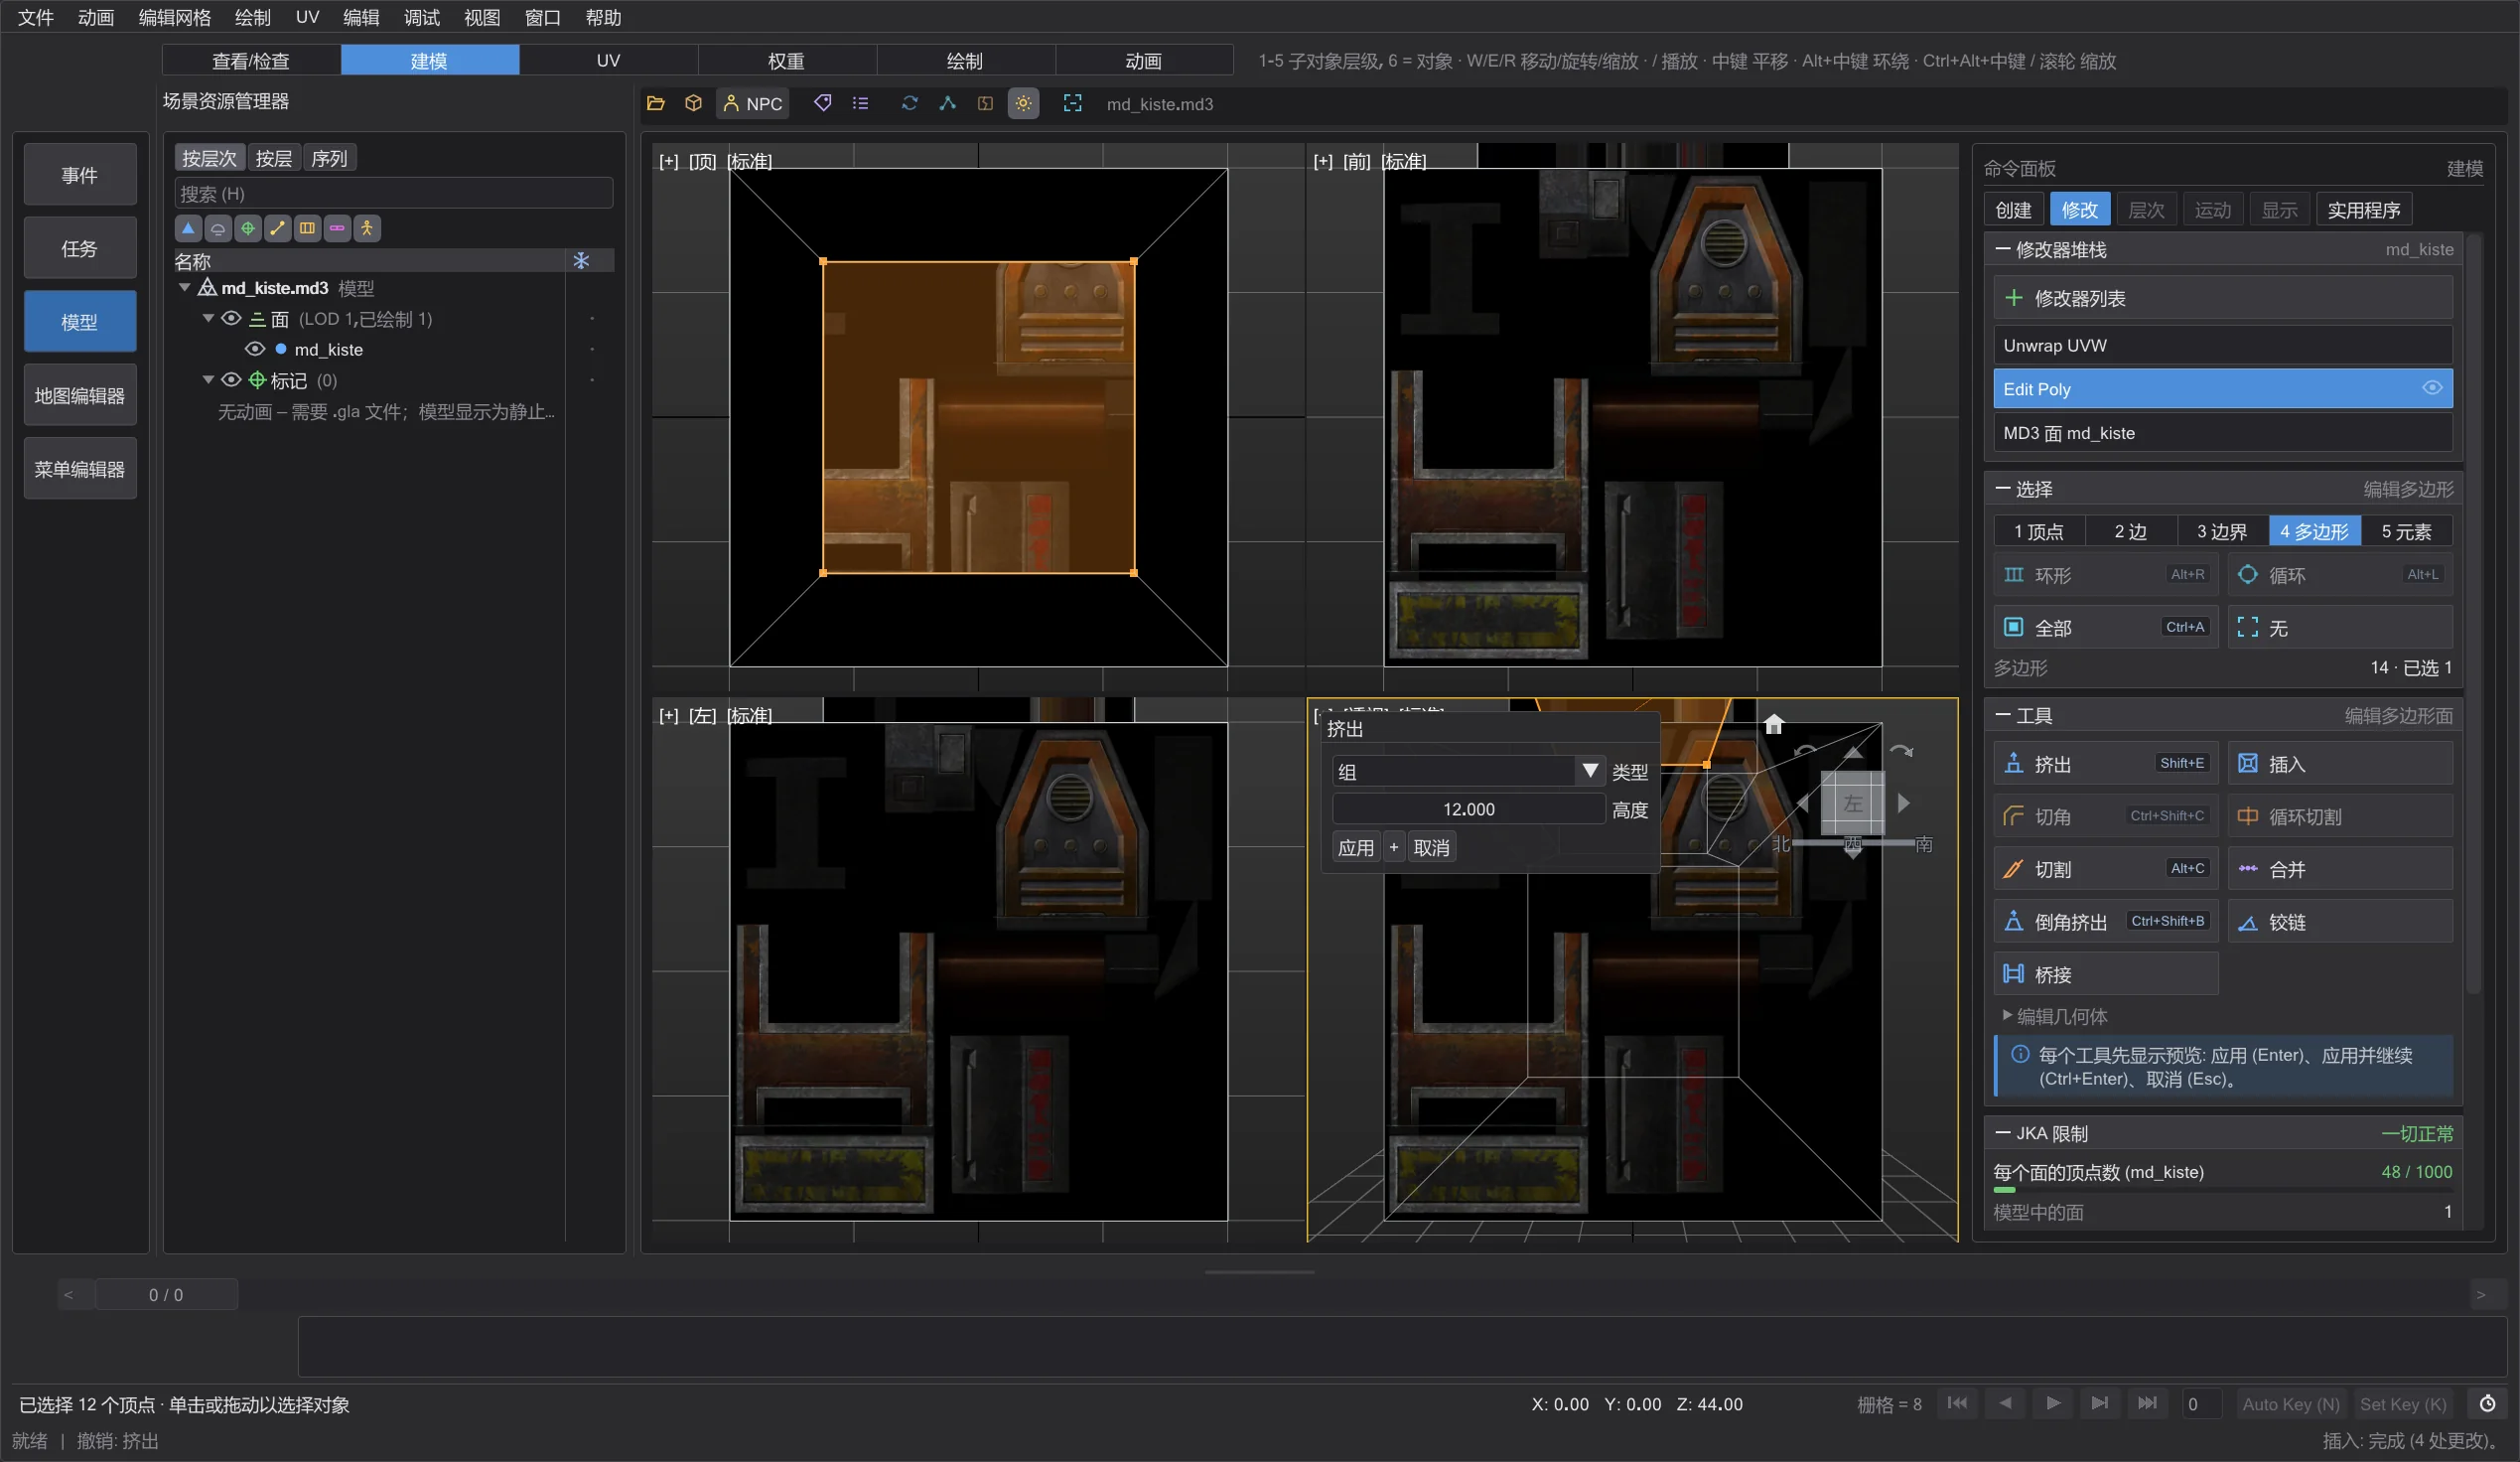 文件 动画 编辑网格 绘制 UV 编辑 调试 视图 窗口 帮助
查看/检查 建模 UV 权重 绘制 动画 1-5 子对象层级, 6 = 对象 · W/E/R 移动/旋转/缩放 · / 播放 · 中键 平移 · Alt+中键 环绕 · Ctrl+Alt+中键 / 滚轮 缩放
场景资源管理器
NPC md_kiste.md3
事件
任务
模型
地图编辑器
菜单编辑器
按层次 按层 序列
搜索 (H)
名称
md_kiste.md3 模型
面 (LOD 1,已绘制 1)
md_kiste
标记 (0)
无动画 – 需要 .gla 文件；模型显示为静止...
[+] [顶] [标准]
[+] [前] [标准]
[+] [左] [标准]
挤出
组 类型
12.000 高度
应用 + 取消
左
北 西 南
命令面板 建模
创建 修改 层次 运动 显示 实用程序
修改器堆栈 md_kiste
修改器列表
Unwrap UVW
Edit Poly
MD3 面 md_kiste
选择 编辑多边形
1 顶点 2 边 3 边界 4 多边形 5 元素
环形 Alt+R 循环 Alt+L
全部 Ctrl+A 无
多边形 14 · 已选 1
工具 编辑多边形面
挤出 Shift+E 插入
切角 Ctrl+Shift+C 循环切割
切割 Alt+C 合并
倒角挤出 Ctrl+Shift+B 铰链
桥接
编辑几何体
每个工具先显示预览: 应用 (Enter)、应用并继续
(Ctrl+Enter)、取消 (Esc)。
JKA 限制 一切正常
每个面的顶点数 (md_kiste) 48 / 1000
模型中的面 1
< 0 / 0 >
已选择 12 个顶点 · 单击或拖动以选择对象 X: 0.00 Y: 0.00 Z: 44.00 栅格 = 8 0 Auto Key (N) Set Key (K)
就绪 | 撤销: 挤出 插入: 完成 (4 处更改)。